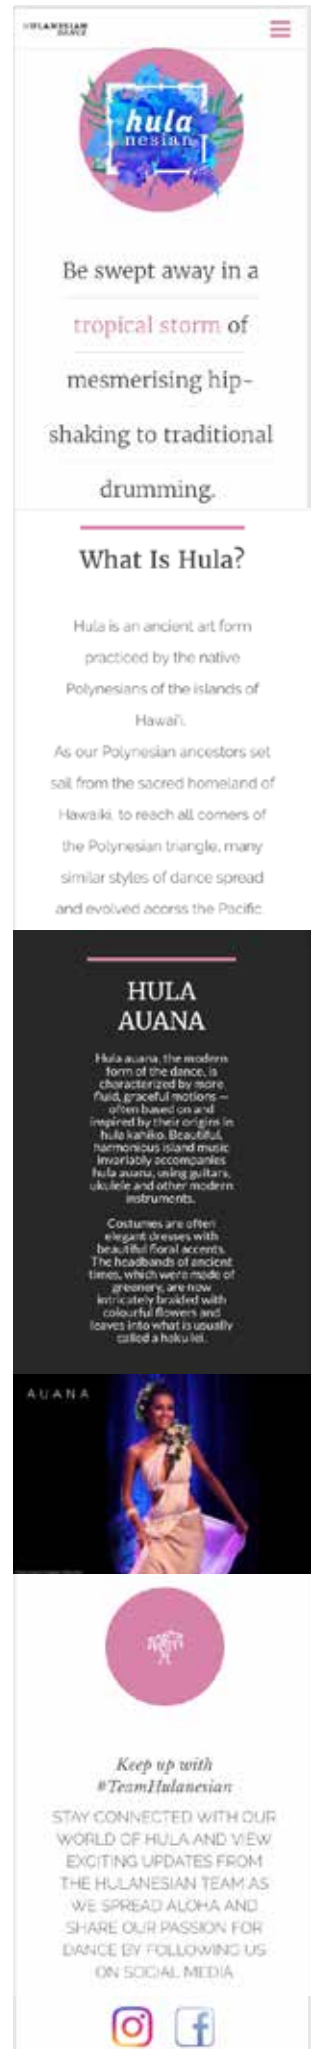 HULANESIAN
DANCE
hula
nesian
Be swept away in a
tropical storm of
mesmerising hip-
shaking to traditional
drumming.
What Is Hula?
Hula is an ancient art form
practiced by the native
Polynesians of the islands of
Hawai'i.
As our Polynesian ancestors set
sail from the sacred homeland of
Hawaiki, to reach all corners of
the Polynesian triangle, many
similar styles of dance spread
and evolved acorss the Pacific.
HULA
AUANA
Hula auana, the modern
form of the dance, is
characterized by more
fluid, graceful motions —
often based on and
inspired by their origins in
hula kahiko. Beautiful,
harmonious island music
invariably accompanies
hula auana, using guitars,
ukulele and other modern
instruments.
Costumes are often
elegant dresses with
beautiful floral accents.
The headbands of ancient
times, which were made of
greenery, are now
intricately braided with
colourful flowers and
leaves into what is usually
called a haku lei.
AUANA
Keep up with
#TeamHulanesian
STAY CONNECTED WITH OUR
WORLD OF HULA AND VIEW
EXCITING UPDATES FROM
THE HULANESIAN TEAM AS
WE SPREAD ALOHA AND
SHARE OUR PASSION FOR
DANCE BY FOLLOWING US
ON SOCIAL MEDIA